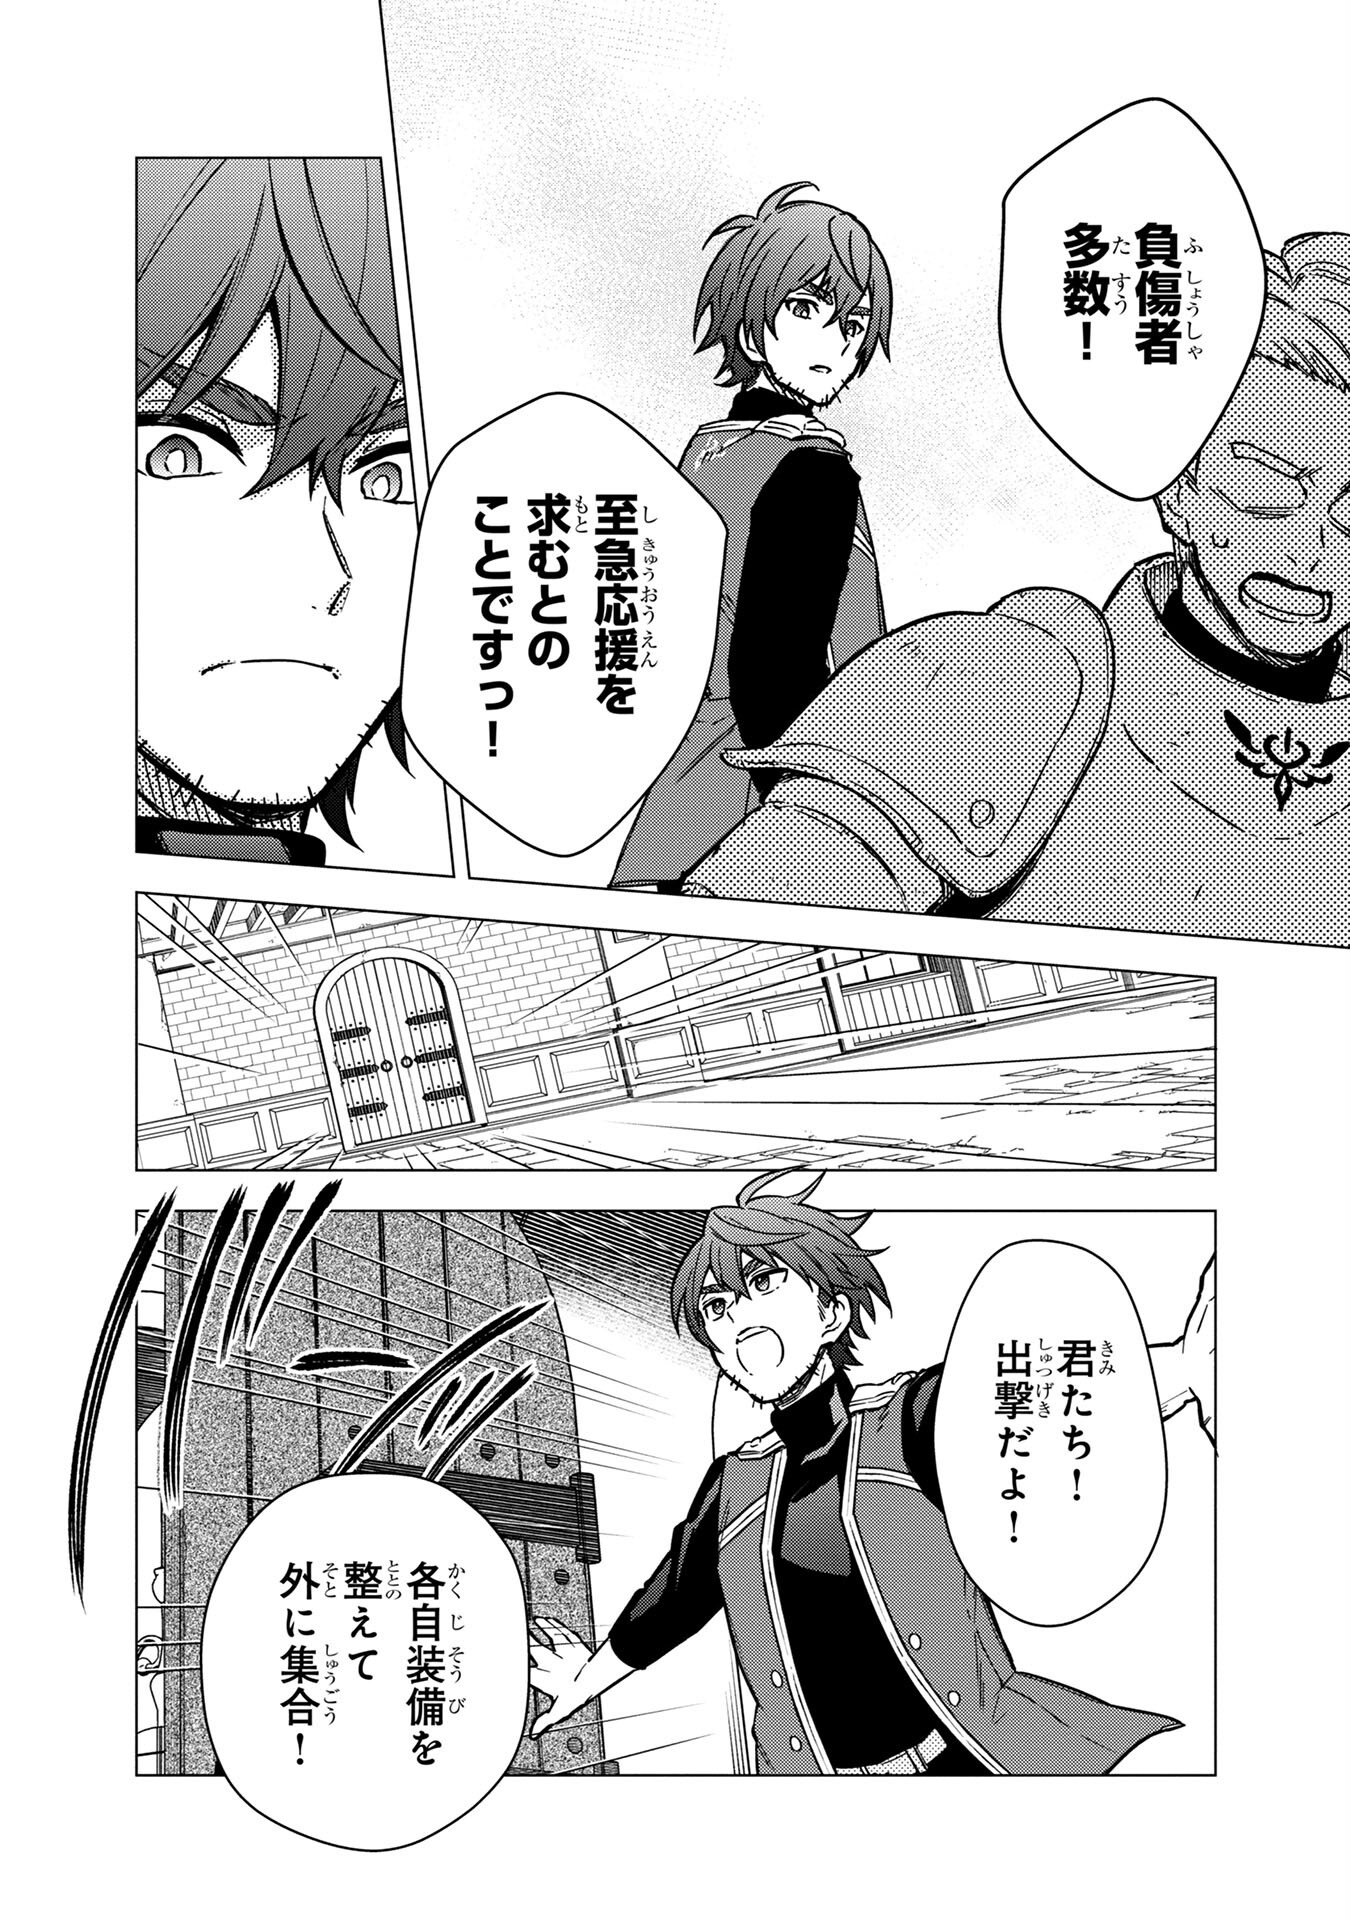 負傷者
多数!
至急応援を
求むとの
ことですっ!
君たち!
出撃だよ!
各自装備を
整えて
外に集合!